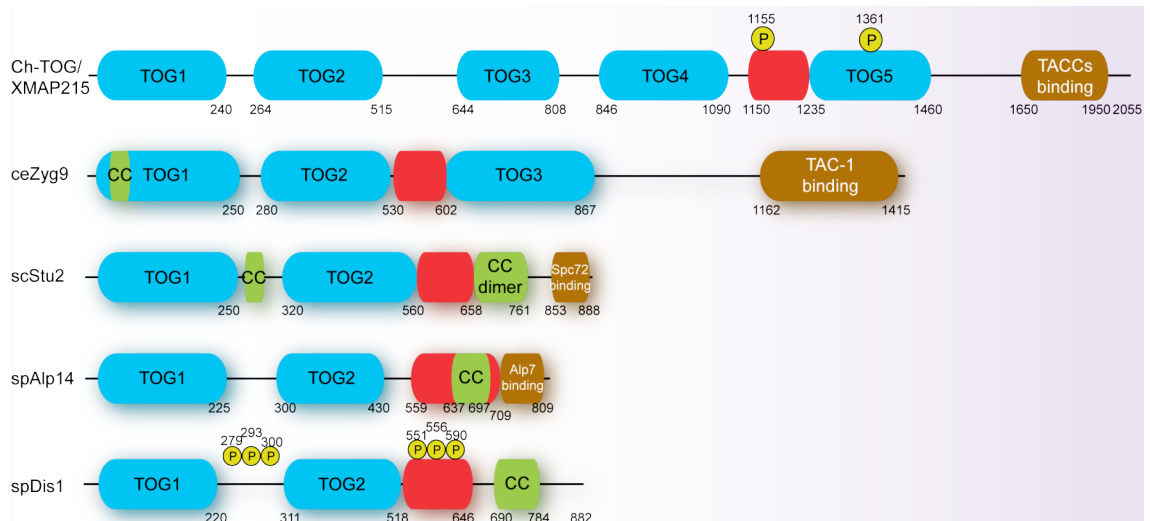 1155 1361
P P
Ch-TOG/
XMAP215
TOG1 TOG2 TOG3 TOG4 TOG5 TACCs
binding
240 264 515 644 808 846 1090 1150 1235 1460 1650 1950 2055
ceZyg9 CC TOG1 TOG2 TOG3 TAC-1
binding
250 280 530 602 867 1162 1415
scStu2 TOG1 CC TOG2 CC
dimer
Spc72
binding
250 320 560 658 761 853 888
spAlp14 TOG1 TOG2 CC Alp7
binding
225 300 430 559 637 697 709 809
279 293 300 551 556 590
P P P P P P
spDis1 TOG1 TOG2 CC
220 311 518 646 690 784 882